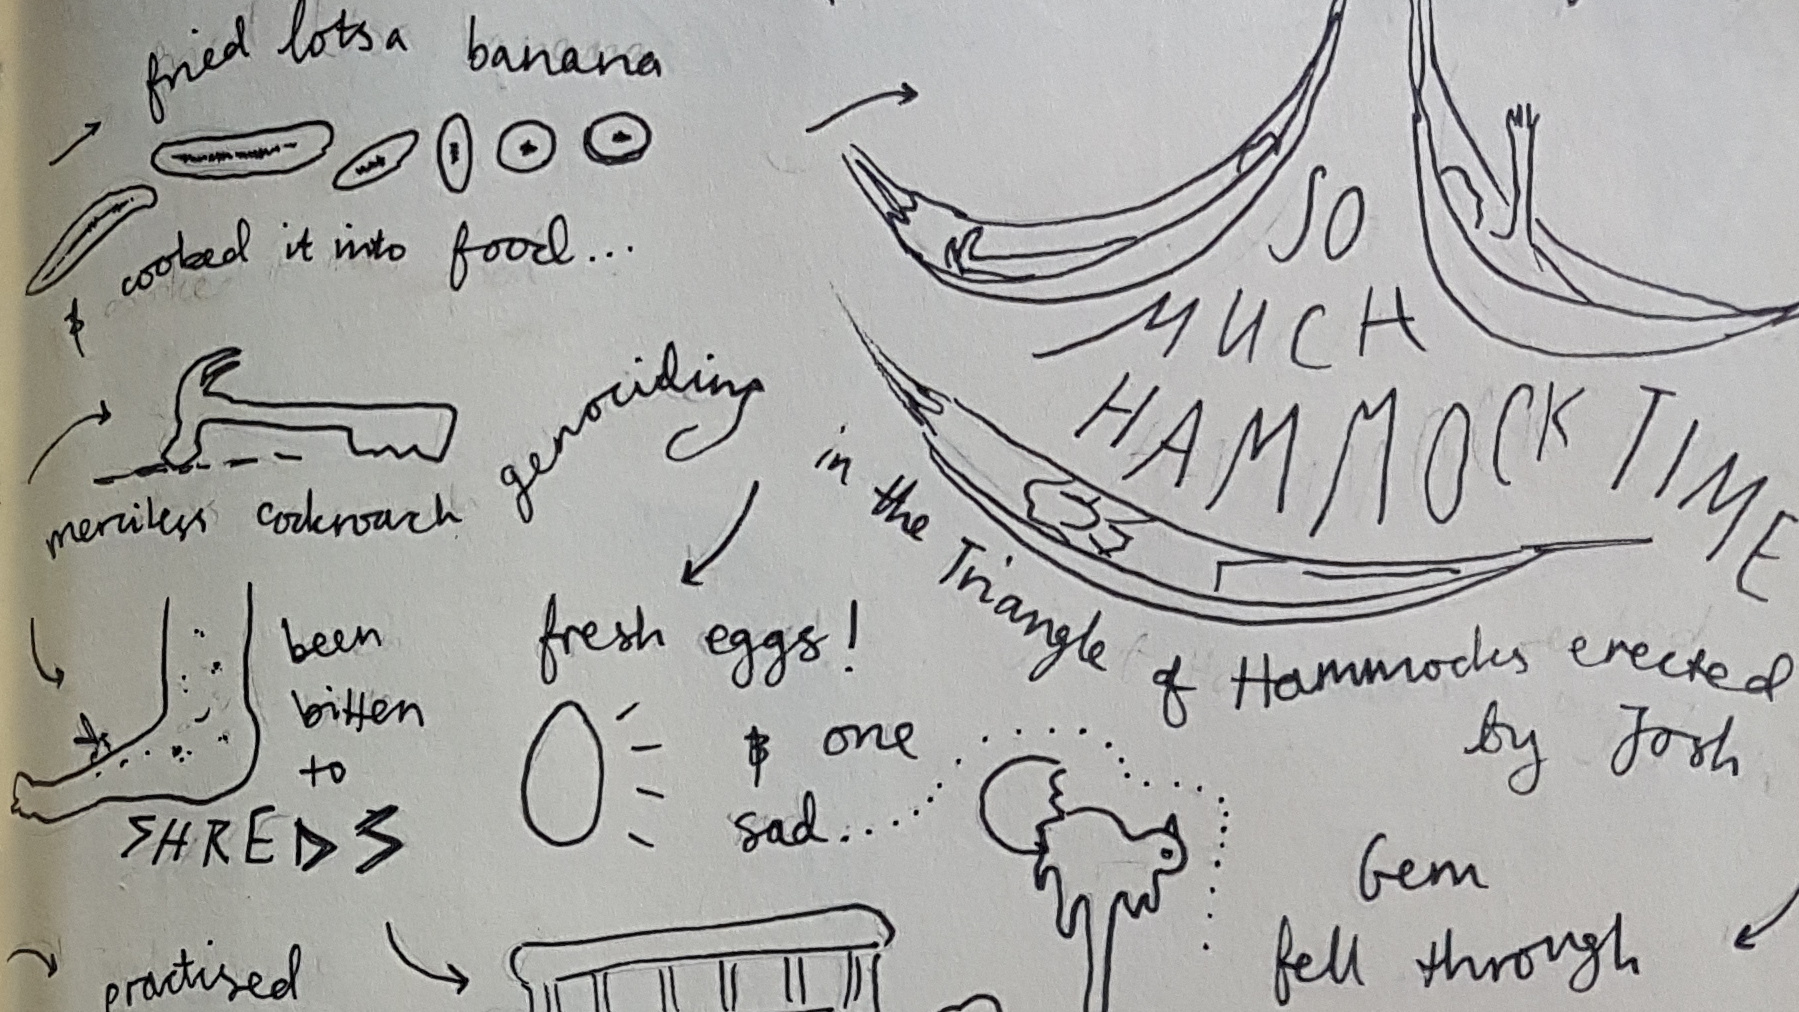 fried lotsa banana
& cooked it into food...
merciless cockroach genociding
been
bitten
to
SHREDS
fresh eggs!
& one
sad.....
SO
MUCH
HAMMOCK TIME
in the Triangle of Hammocks erected
by Josh
Gem
fell through
practised